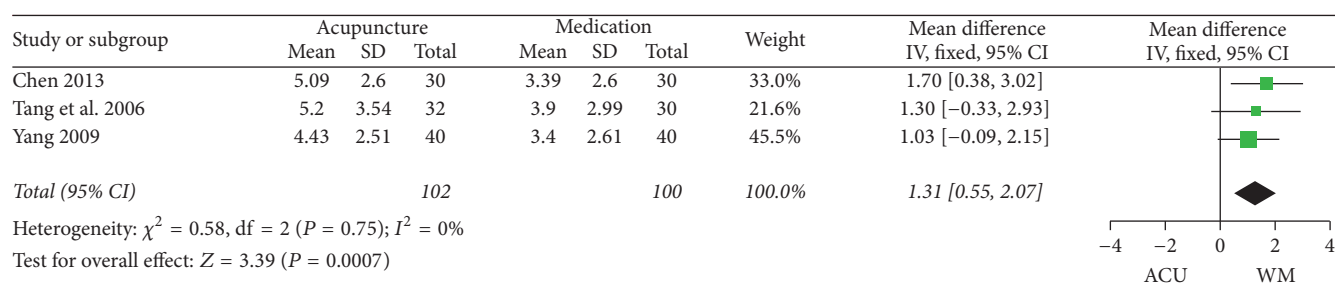 Study or subgroup Acupuncture Medication Weight Mean difference Mean difference
Mean SD Total Mean SD Total IV, fixed, 95% CI IV, fixed, 95% CI
Chen 2013 5.09 2.6 30 3.39 2.6 30 33.0% 1.70 [0.38, 3.02]
Tang et al. 2006 5.2 3.54 32 3.9 2.99 30 21.6% 1.30 [−0.33, 2.93]
Yang 2009 4.43 2.51 40 3.4 2.61 40 45.5% 1.03 [−0.09, 2.15]
Total (95% CI) 102 100 100.0% 1.31 [0.55, 2.07]
Heterogeneity: χ² = 0.58, df = 2 (P = 0.75); I² = 0%
Test for overall effect: Z = 3.39 (P = 0.0007)
−4 −2 0 2 4
ACU WM